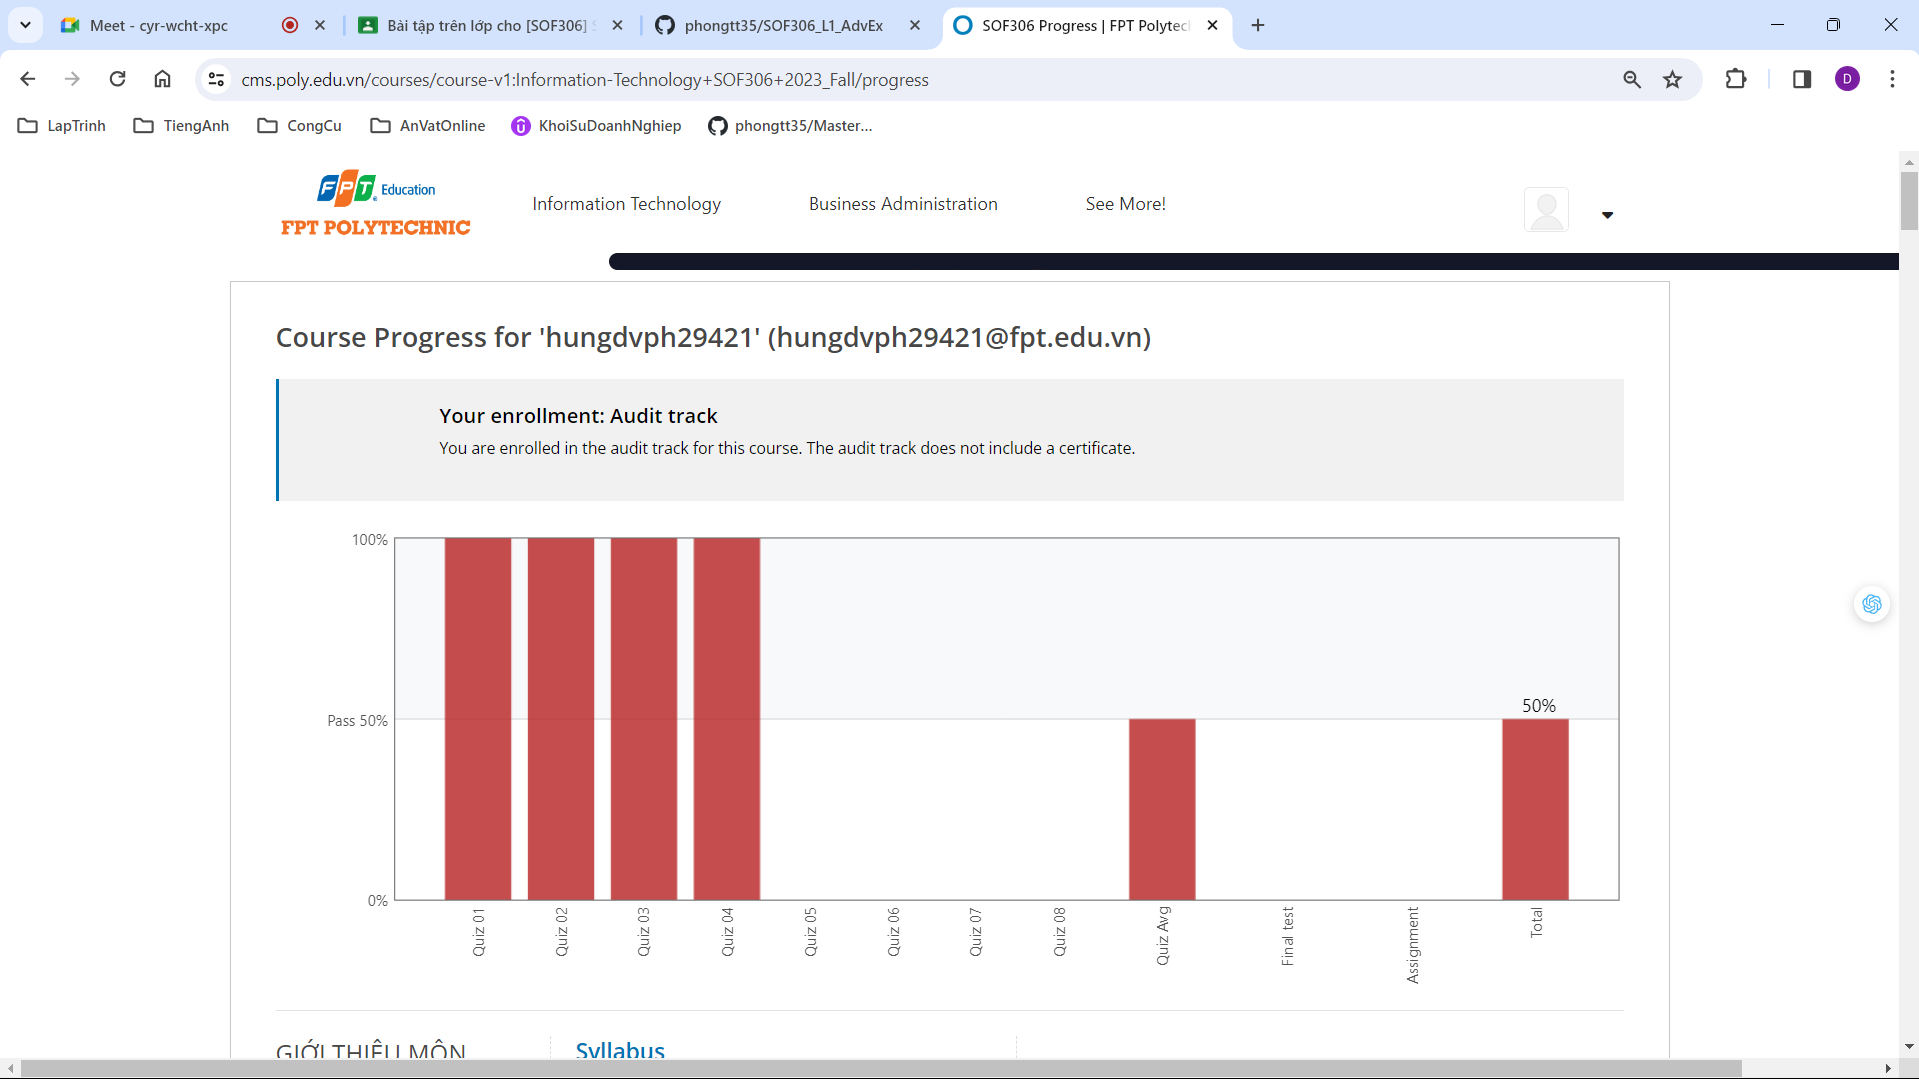 Meet - cyr-wcht-xpc
Bài tập trên lớp cho [SOF306]
phongtt35/SOF306_L1_AdvEx
SOF306 Progress | FPT Polytec
cms.poly.edu.vn/courses/course-v1:Information-Technology+SOF306+2023_Fall/progress
D
LapTrinh
TiengAnh
CongCu
AnVatOnline
KhoiSuDoanhNghiep
phongtt35/Master...
FPT Education
FPT POLYTECHNIC
Information Technology
Business Administration
See More!
Course Progress for 'hungdvph29421' (hungdvph29421@fpt.edu.vn)
Your enrollment: Audit track
You are enrolled in the audit track for this course. The audit track does not include a certificate.
100%
Pass 50%
0%
50%
Quiz 01
Quiz 02
Quiz 03
Quiz 04
Quiz 05
Quiz 06
Quiz 07
Quiz 08
Quiz Avg
Final test
Assignment
Total
GIỚI THIỆU MÔN
Syllabus